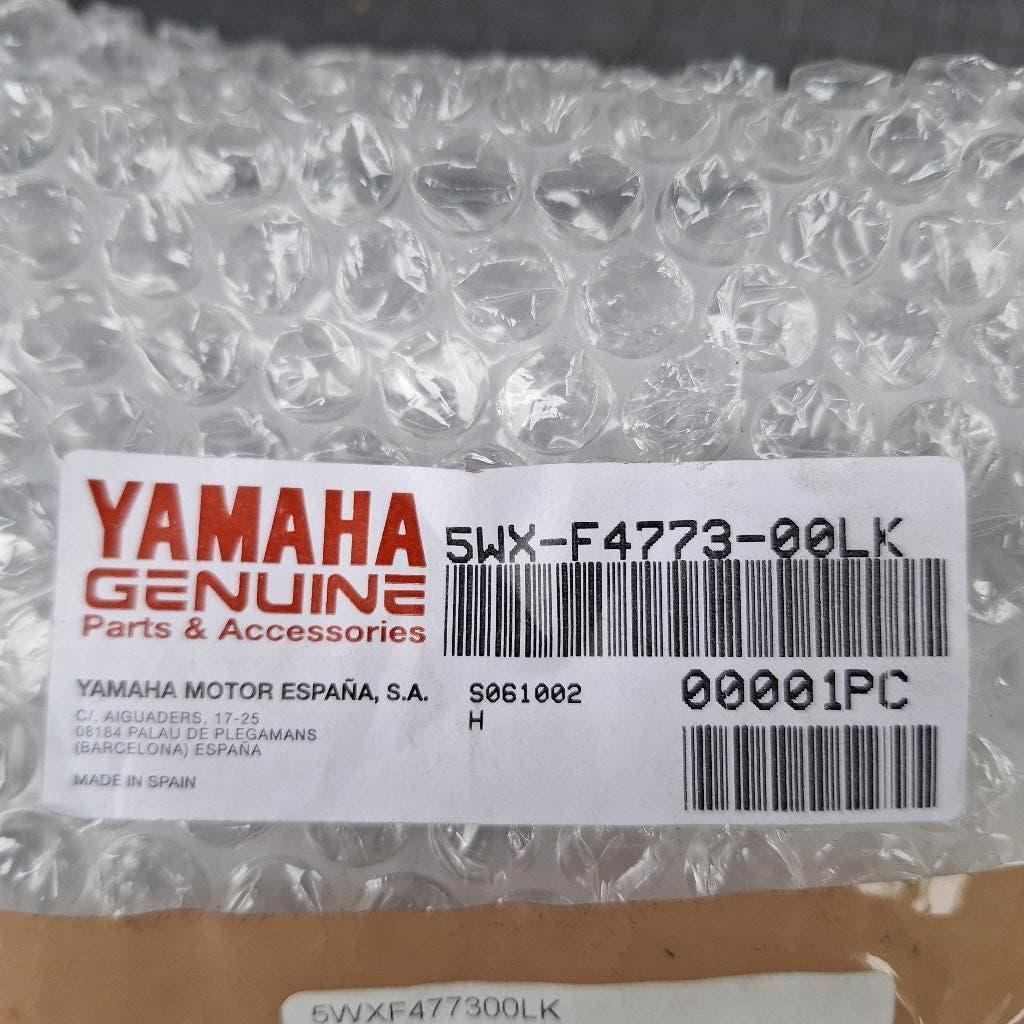 YAMAHA
GENUINE
Parts & Accessories
5WX-F4773-00LK
YAMAHA MOTOR ESPAÑA, S.A.
C/. AIGUADERS, 17-25
08184 PALAU DE PLEGAMANS
(BARCELONA) ESPAÑA
MADE IN SPAIN
S061002
H
00001PC
5WXF477300LK